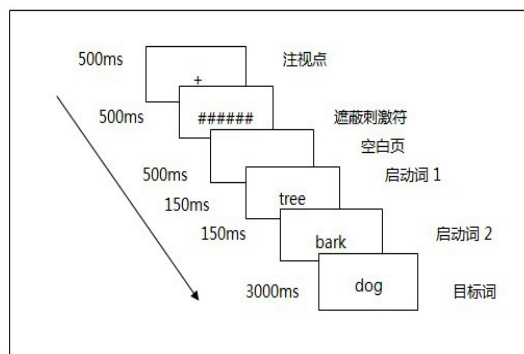 500ms
注视点
+
500ms
######
遮蔽刺激符
空白页
500ms
启动词 1
tree
150ms
150ms
启动词 2
bark
dog
3000ms
目标词